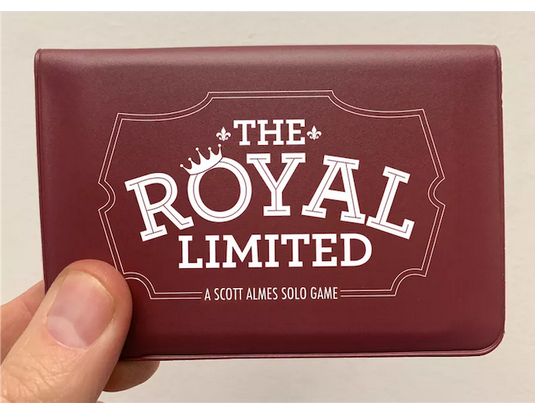 THE
ROYAL
LIMITED
A SCOTT ALMES SOLO GAME